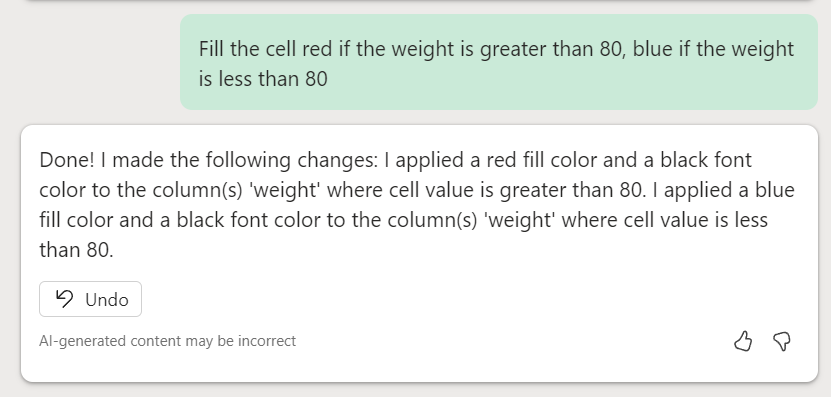 Fill the cell red if the weight is greater than 80, blue if the weight
is less than 80
Done! I made the following changes: I applied a red fill color and a black font
color to the column(s) 'weight' where cell value is greater than 80. I applied a blue
fill color and a black font color to the column(s) 'weight' where cell value is less
than 80.
Undo
AI-generated content may be incorrect